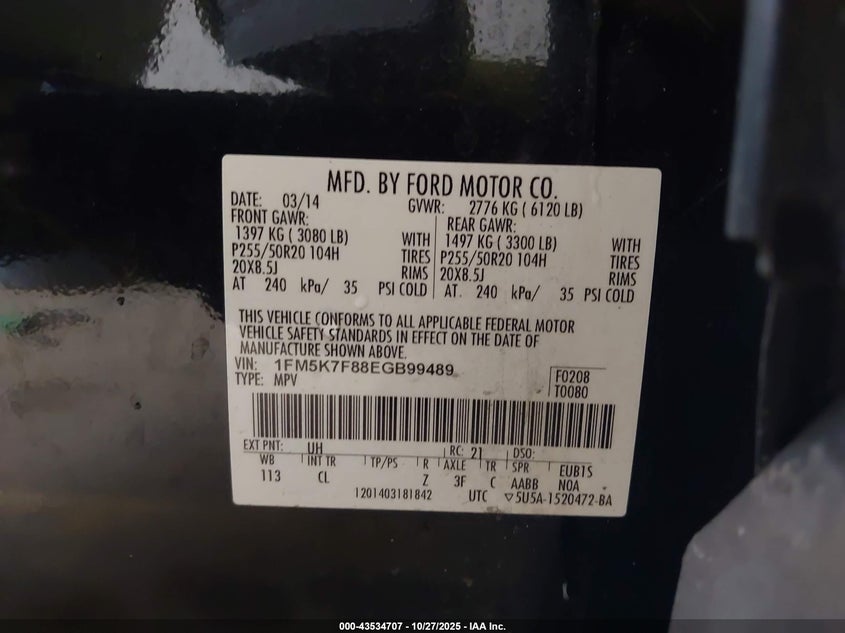 MFD. BY FORD MOTOR CO.
DATE: 03/14 GVWR: 2776 KG ( 6120 LB)
FRONT GAWR: REAR GAWR:
1397 KG ( 3080 LB) WITH 1497 KG ( 3300 LB) WITH
P255/50R20 104H TIRES P255/50R20 104H TIRES
20X8.5J RIMS 20X8.5J RIMS
AT 240 kPa/ 35 PSI COLD AT. 240 kPa/ 35 PSI COLD
THIS VEHICLE CONFORMS TO ALL APPLICABLE FEDERAL MOTOR
VEHICLE SAFETY STANDARDS IN EFFECT ON THE DATE OF
MANUFACTURE SHOWN ABOVE.
VIN: 1FM5K7F88EGB99489
TYPE: MPV
F0208
T0080
EXT PNT: UH RC: 21 DSO:
WB INT TR TP/PS R AXLE TR SPR EUB1S
113 CL Z 3F C AABB NOA
1201403181842 UTC ▽5U5A-1520472-BA
000-43534707 - 10/27/2025 - IAA Inc.